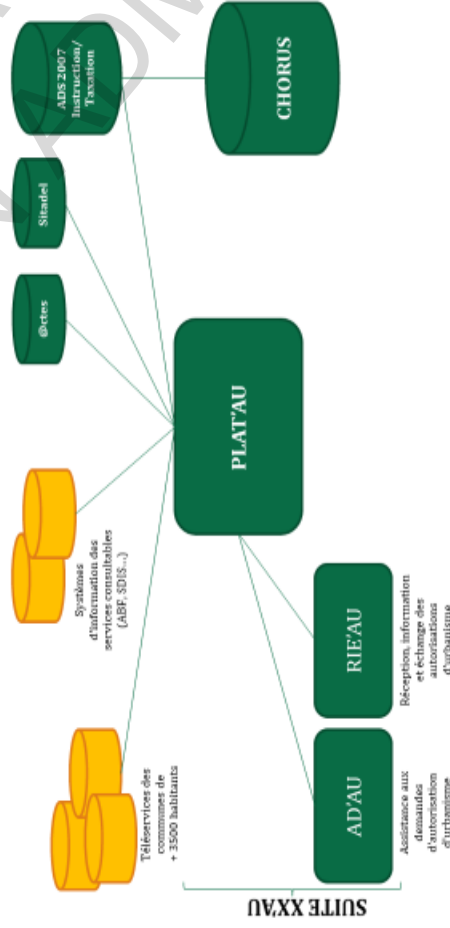 Téléservices des
communes de
+ 3500 habitants
Systèmes
d'information des
services consultables
(ABF, SDIS...)
@ctes
Sitadel
ADS2007
Instruction/
Taxation
PLAT'AU
CHORUS
SUITE XX'AU
AD'AU
Assistance aux
demandes
d'autorisation
d'urbanisme
RIE'AU
Réception, information
et échange des
autorisations
d'urbanisme